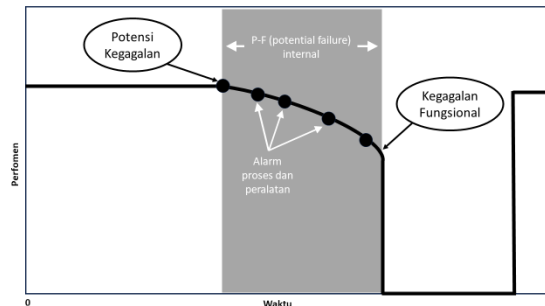 Potensi
Kegagalan
P-F (potential failure)
internal
Kegagalan
Fungsional
Alarm
proses dan
peralatan
Perfomen
0
Waktu